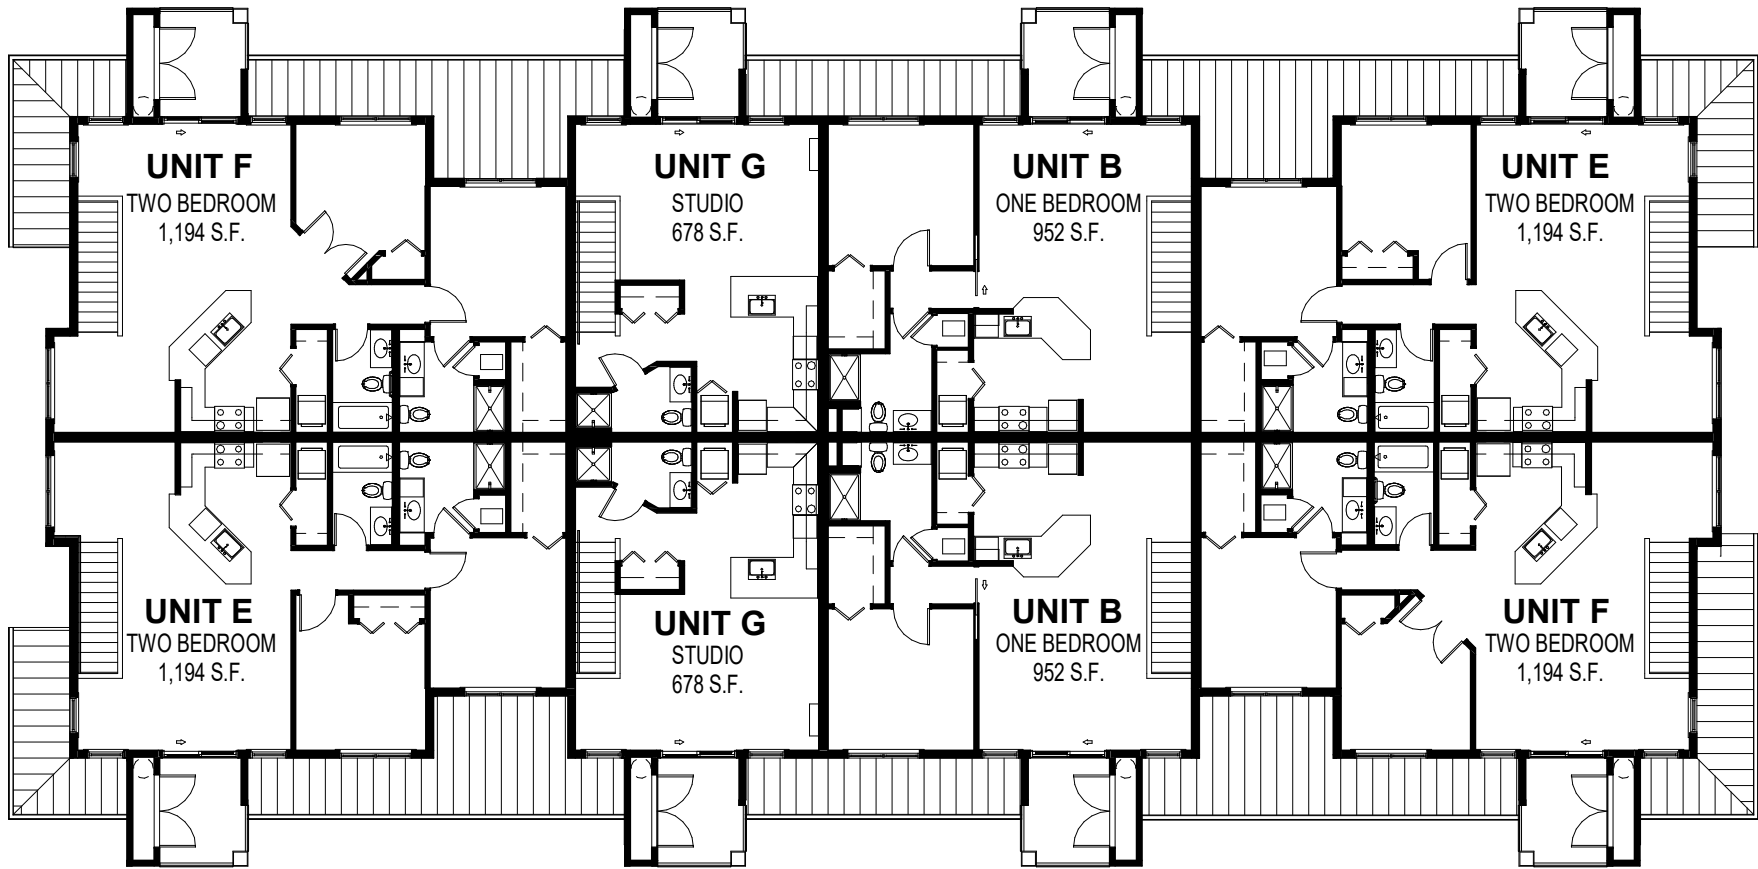 UNIT F
TWO BEDROOM
1,194 S.F.
UNIT G
STUDIO
678 S.F.
UNIT B
ONE BEDROOM
952 S.F.
UNIT E
TWO BEDROOM
1,194 S.F.
UNIT E
TWO BEDROOM
1,194 S.F.
UNIT G
STUDIO
678 S.F.
UNIT B
ONE BEDROOM
952 S.F.
UNIT F
TWO BEDROOM
1,194 S.F.